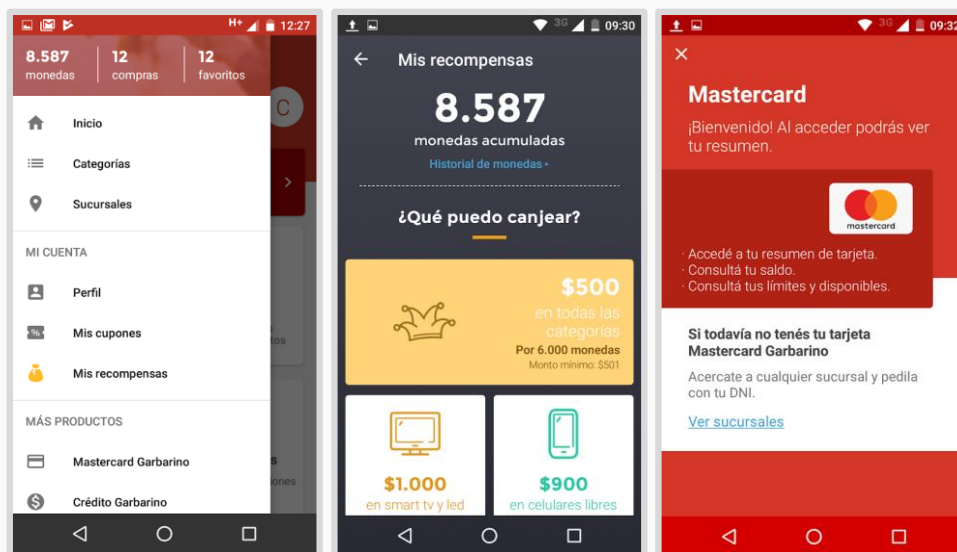 H+ 12:27
8.587 12 12
monedas compras favoritos
C
Inicio
Categorías
Sucursales
MI CUENTA
Perfil
%
Mis cupones
tos
Mis recompensas
MÁS PRODUCTOS
Mastercard Garbarino
s
iones
$
Crédito Garbarino
3G 09:30
Mis recompensas
8.587
monedas acumuladas
Historial de monedas
¿Qué puedo canjear?
$500
en todas las
categorías
Por 6.000 monedas
Monto mínimo: $501
$1.000
en smart tv y led
$900
en celulares libres
3G 09:32
Mastercard
¡Bienvenido! Al acceder podrás ver
tu resumen.
mastercard
· Accedé a tu resumen de tarjeta.
· Consultá tu saldo.
· Consultá tus límites y disponibles.
Si todavía no tenés tu tarjeta
Mastercard Garbarino
Acercate a cualquier sucursal y pedila
con tu DNI.
Ver sucursales